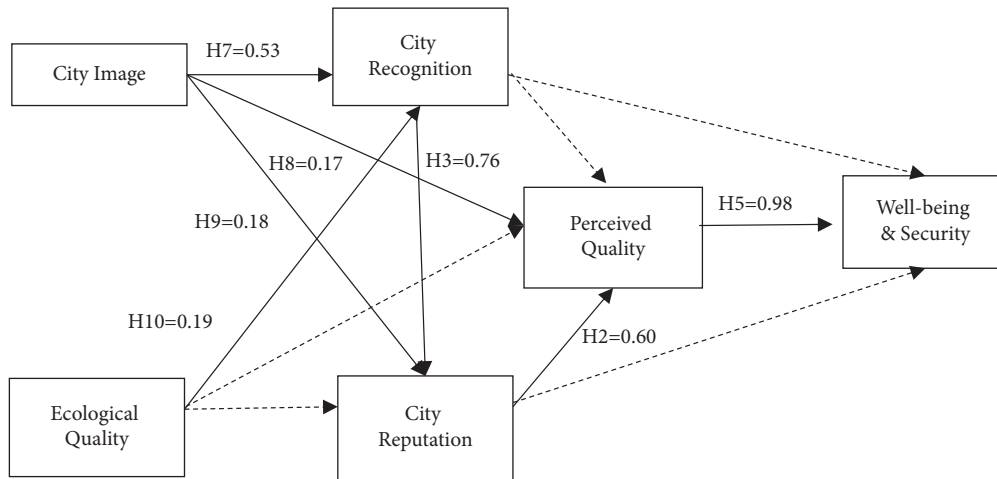 City Image
H7=0.53
City
Recognition
H8=0.17
H3=0.76
H9=0.18
Perceived
Quality
H5=0.98
Well-being
& Security
H10=0.19
H2=0.60
Ecological
Quality
City
Reputation